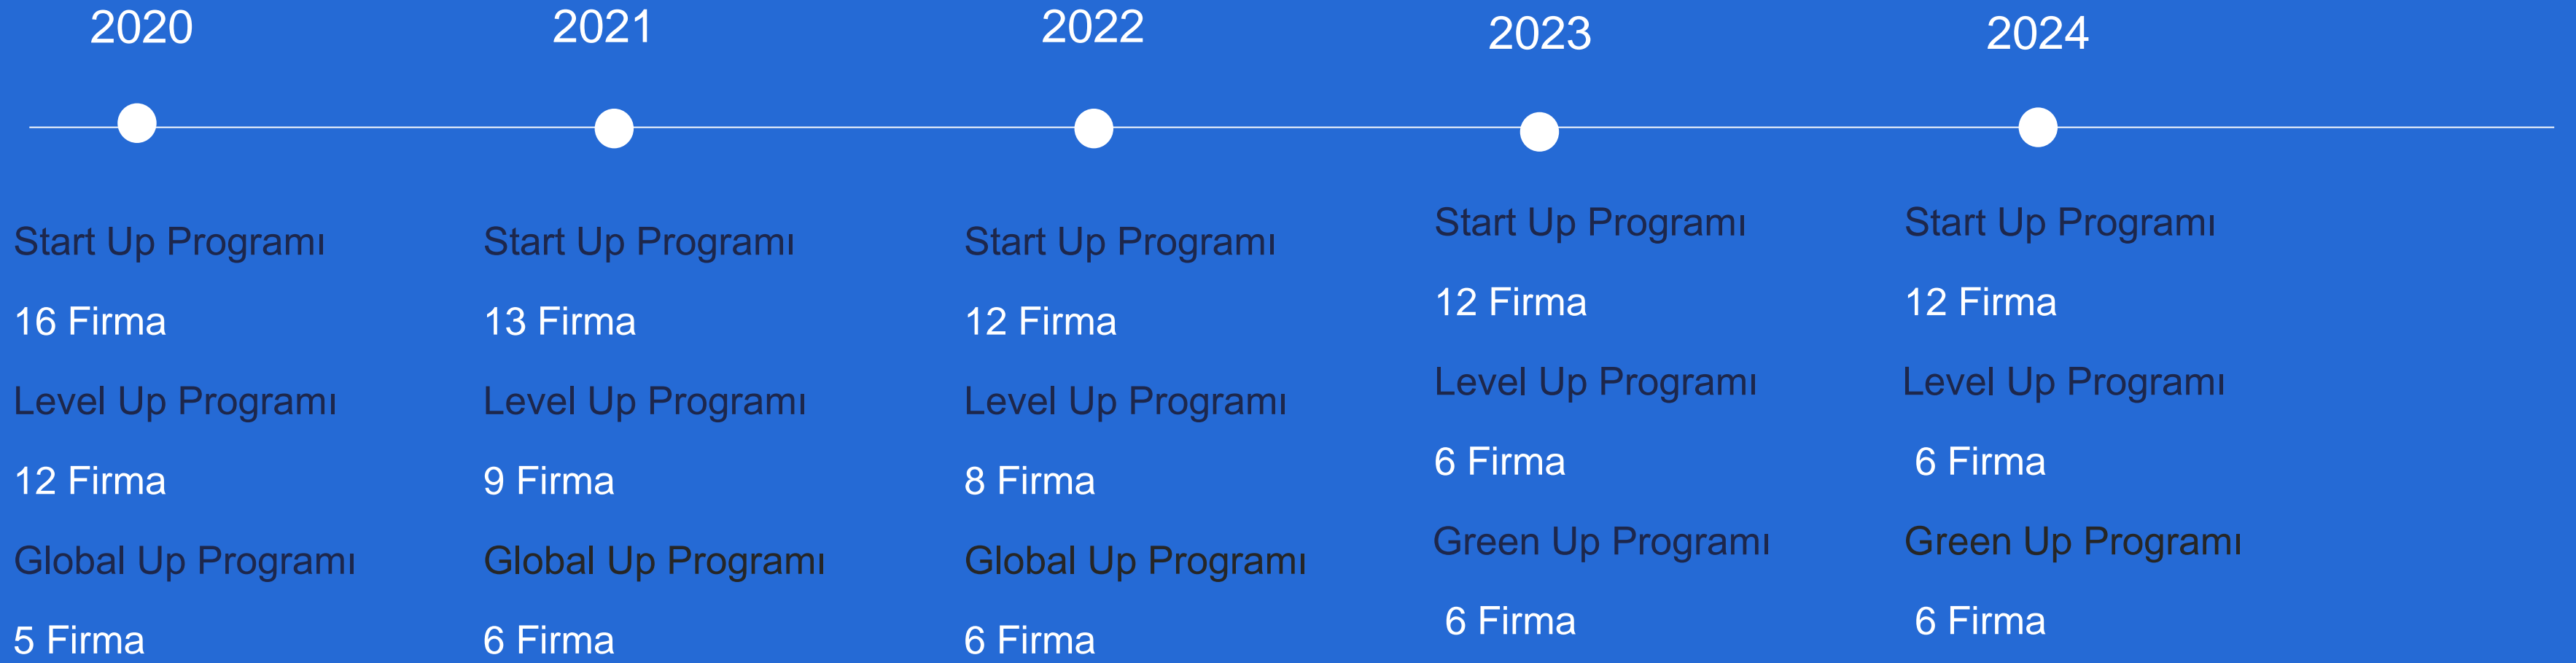 2020
2021
2022
2023
2024
Start Up Programı
16 Firma
Level Up Programı
12 Firma
Global Up Programı
5 Firma
Start Up Programı
13 Firma
Level Up Programı
9 Firma
Global Up Programı
6 Firma
Start Up Programı
12 Firma
Level Up Programı
8 Firma
Global Up Programı
6 Firma
Start Up Programı
12 Firma
Level Up Programı
6 Firma
Green Up Programı
6 Firma
Start Up Programı
12 Firma
Level Up Programı
6 Firma
Green Up Programı
6 Firma